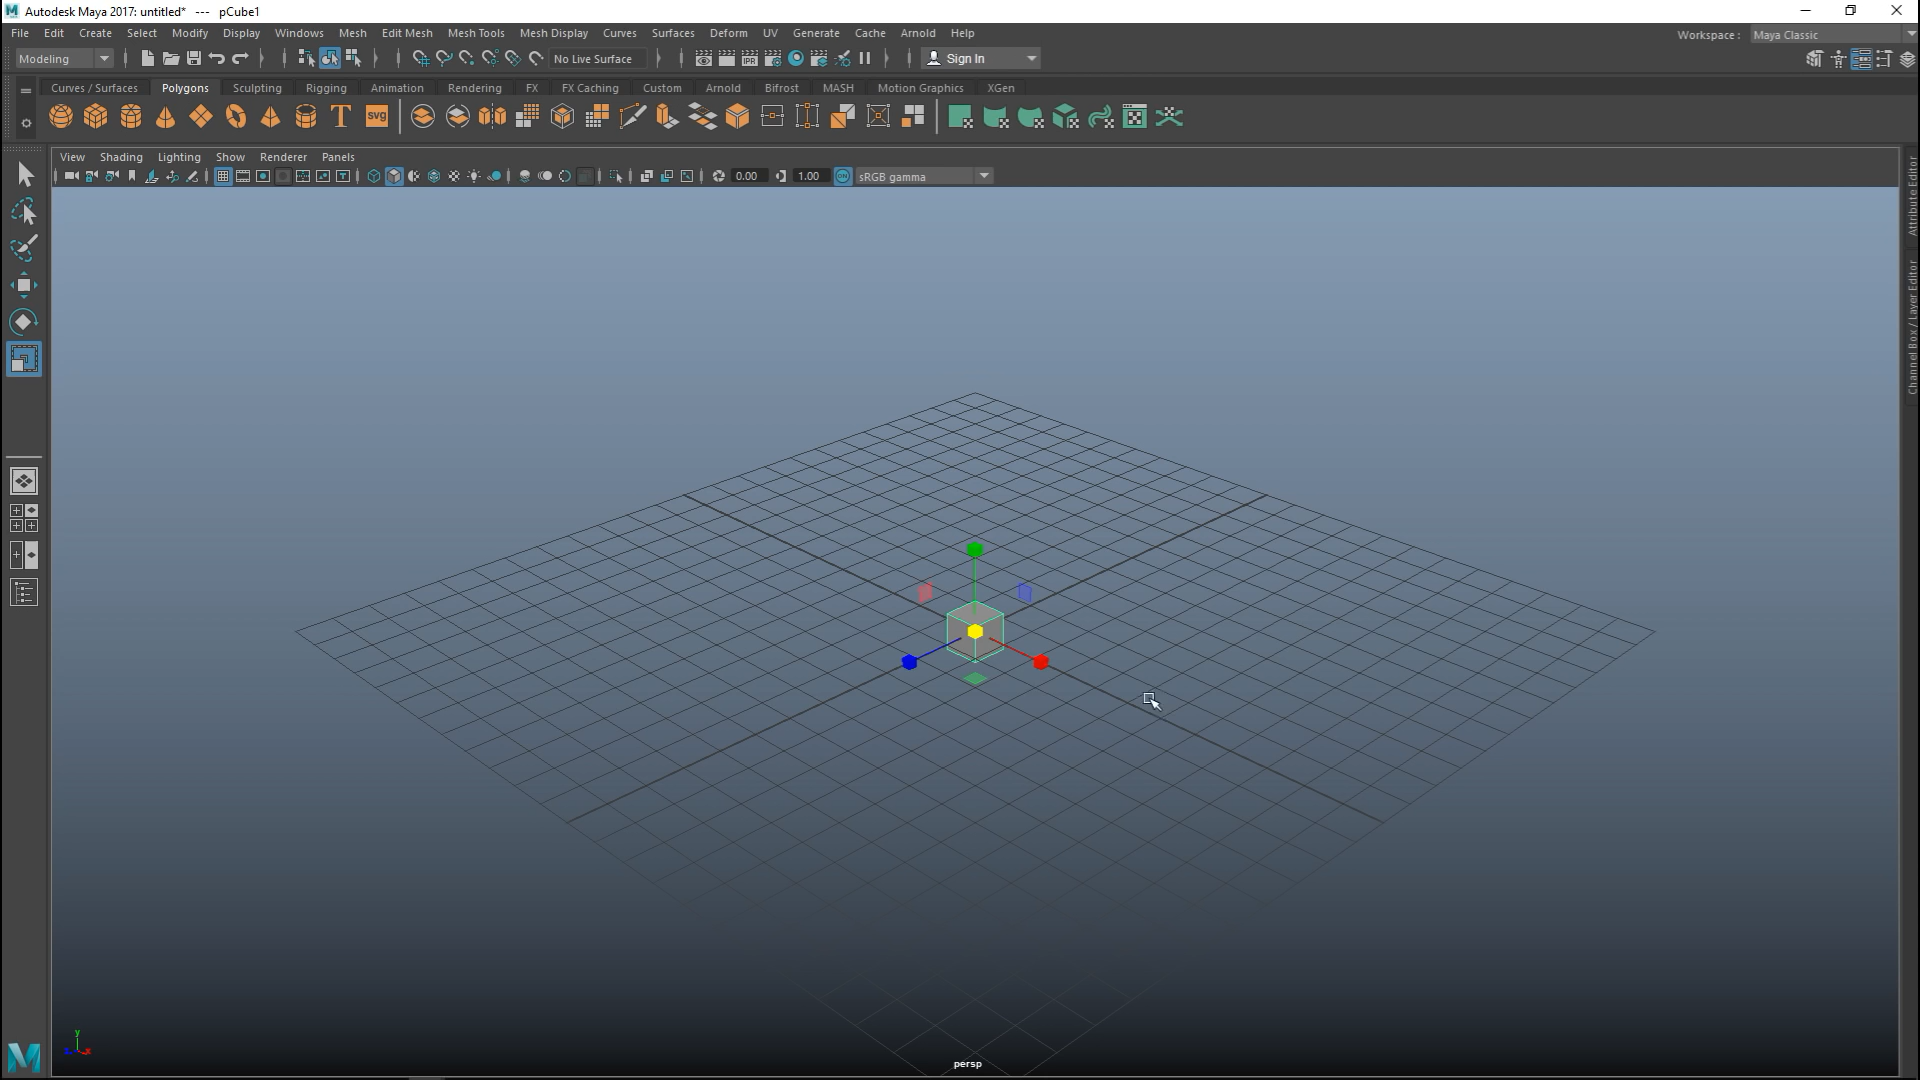 Autodesk Maya 2017: untitled* --- pCube1
File Edit Create Select Modify Display Windows Mesh Edit Mesh Mesh Tools Mesh Display Curves Surfaces Deform UV Generate Cache Arnold Help Workspace : Maya Classic
Modeling No Live Surface IPR Sign In
Curves / Surfaces Polygons Sculpting Rigging Animation Rendering FX FX Caching Custom Arnold Bifrost MASH Motion Graphics XGen
T svg
View Shading Lighting Show Renderer Panels
0.00 1.00 ON sRGB gamma
Attribute Editor
Channel Box / Layer Editor
y
x
persp
M